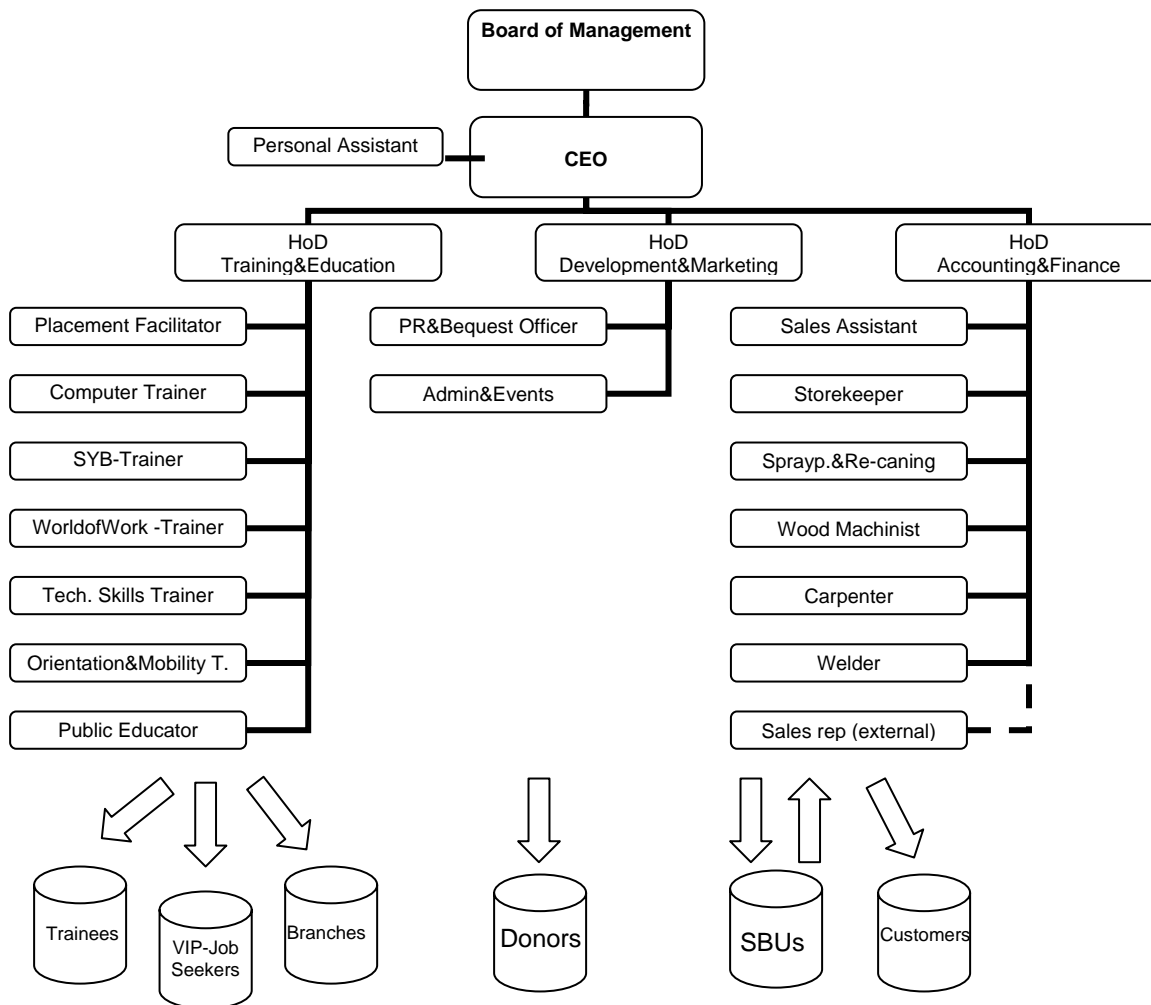 Board of Management
Personal Assistant
CEO
HoD
Training&Education
HoD
Development&Marketing
HoD
Accounting&Finance
Placement Facilitator
PR&Bequest Officer
Sales Assistant
Computer Trainer
Admin&Events
Storekeeper
SYB-Trainer
Sprayp.&Re-caning
WorldofWork -Trainer
Wood Machinist
Tech. Skills Trainer
Carpenter
Orientation&Mobility T.
Welder
Public Educator
Sales rep (external)
Trainees
VIP-Job
Seekers
Branches
Donors
SBUs
Customers